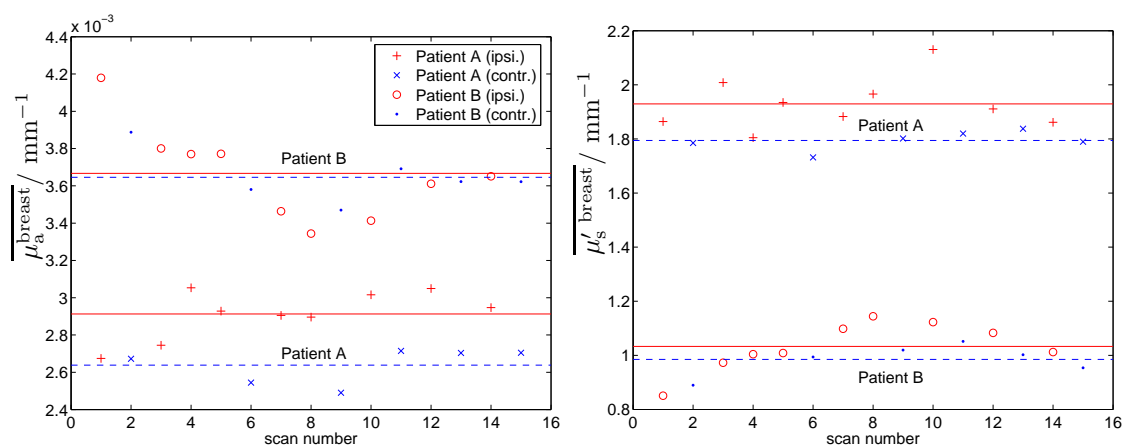 × 10⁻³
4.4
4.2
4
3.8
3.6
3.4
3.2
3
2.8
2.6
2.4
0 2 4 6 8 10 12 14 16
scan number
μₐ^breast / mm⁻¹
Patient A (ipsi.)
Patient A (contr.)
Patient B (ipsi.)
Patient B (contr.)
Patient B
Patient A
2.2
2
1.8
1.6
1.4
1.2
1
0.8
0 2 4 6 8 10 12 14 16
scan number
μ′ₛ^breast / mm⁻¹
Patient A
Patient B